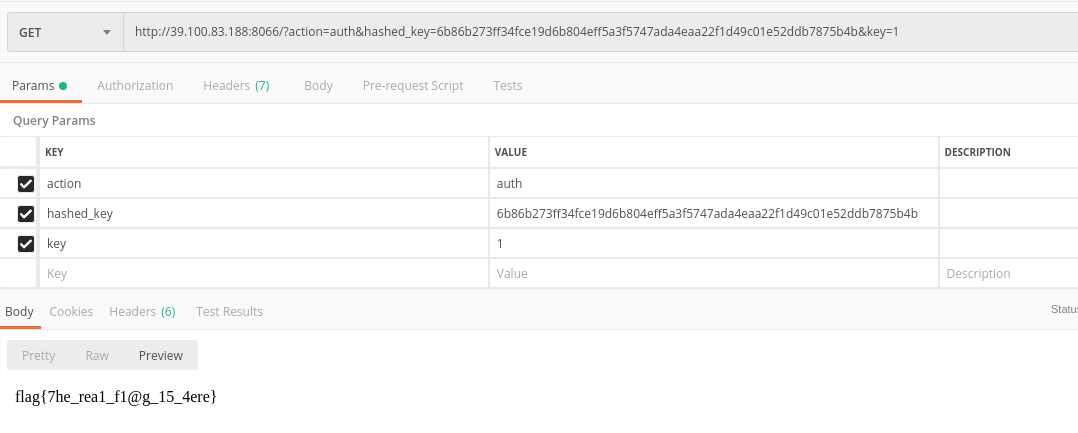 GET http://39.100.83.188:8066/?action=auth&hashed_key=6b86b273ff34fce19d6b804eff5a3f5747ada4eaa22f1d49c01e52ddb7875b4b&key=1
Params Authorization Headers (7) Body Pre-request Script Tests
Query Params
KEY VALUE DESCRIPTION
action auth
hashed_key 6b86b273ff34fce19d6b804eff5a3f5747ada4eaa22f1d49c01e52ddb7875b4b
key 1
Key Value Description
Body Cookies Headers (6) Test Results Statu
Pretty Raw Preview
flag{7he_rea1_f1@g_15_4ere}